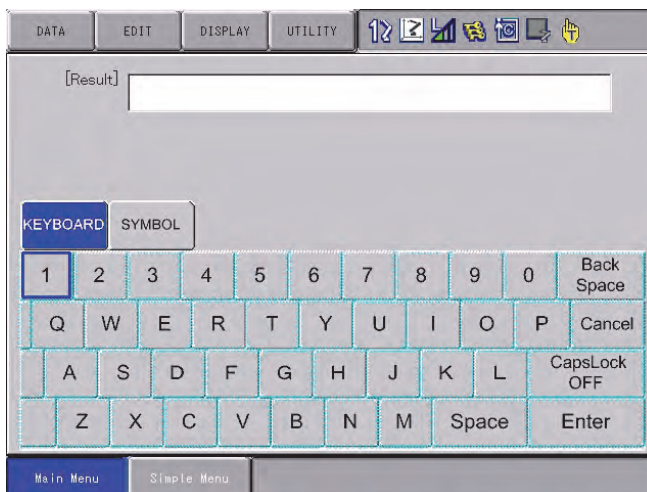 DATA EDIT DISPLAY UTILITY
[Result]
KEYBOARD SYMBOL
1 2 3 4 5 6 7 8 9 0 Back Space
Q W E R T Y U I O P Cancel
A S D F G H J K L CapsLock OFF
Z X C V B N M Space Enter
Main Menu Simple Menu